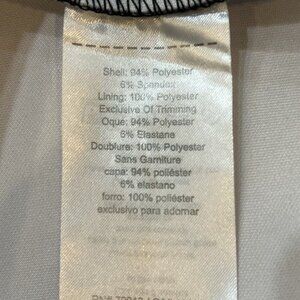 Shell: 94% Polyester
6% Spandex
Lining: 100% Polyester
Exclusive Of Trimming
Oque: 94% Polyester
6% Elastane
Doublure: 100% Polyester
Sans Garniture
capa: 94% poliéster
6% elastano
forro: 100% poliéster
exclusivo para adornar